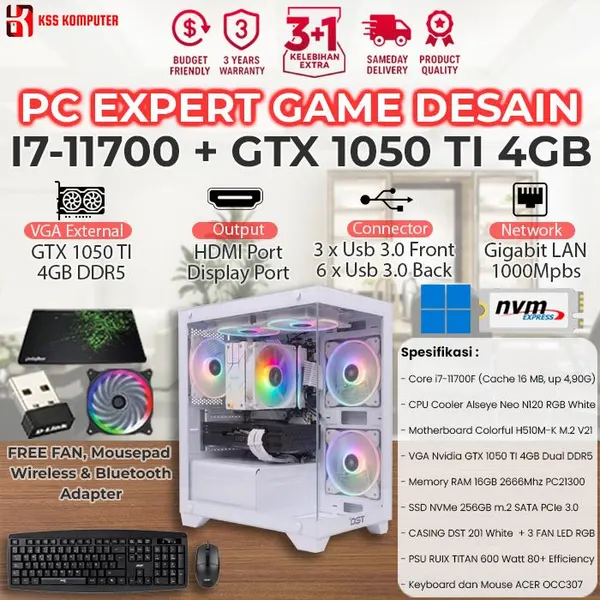 KSS KOMPUTER
BUDGET
FRIENDLY
3
3 YEARS
WARRANTY
3+1
KELEBIHAN
EXTRA
SAMEDAY
DELIVERY
PRODUCT
QUALITY
PC EXPERT GAME DESAIN
I7-11700 + GTX 1050 TI 4GB
VGA External
GTX 1050 TI
4GB DDR5
Output
HDMI Port
Display Port
Connector
3 x Usb 3.0 Front
6 x Usb 3.0 Back
Network
Gigabit LAN
1000Mpbs
nvm
EXPRESS
D-Link
FREE FAN, Mousepad
Wireless & Bluetooth
Adapter
DST
acer
Spesifikasi :
- Core i7-11700F (Cache 16 MB, up 4,90G)
- CPU Cooler Alseye Neo N120 RGB White
- Motherboard Colorful H510M-K M.2 V21
- VGA Nvidia GTX 1050 TI 4GB Dual DDR5
- Memory RAM 16GB 2666Mhz PC21300
- SSD NVMe 256GB m.2 SATA PCIe 3.0
- CASING DST 201 White + 3 FAN LED RGB
- PSU RUIX TITAN 600 Watt 80+ Efficiency
- Keyboard dan Mouse ACER OCC307